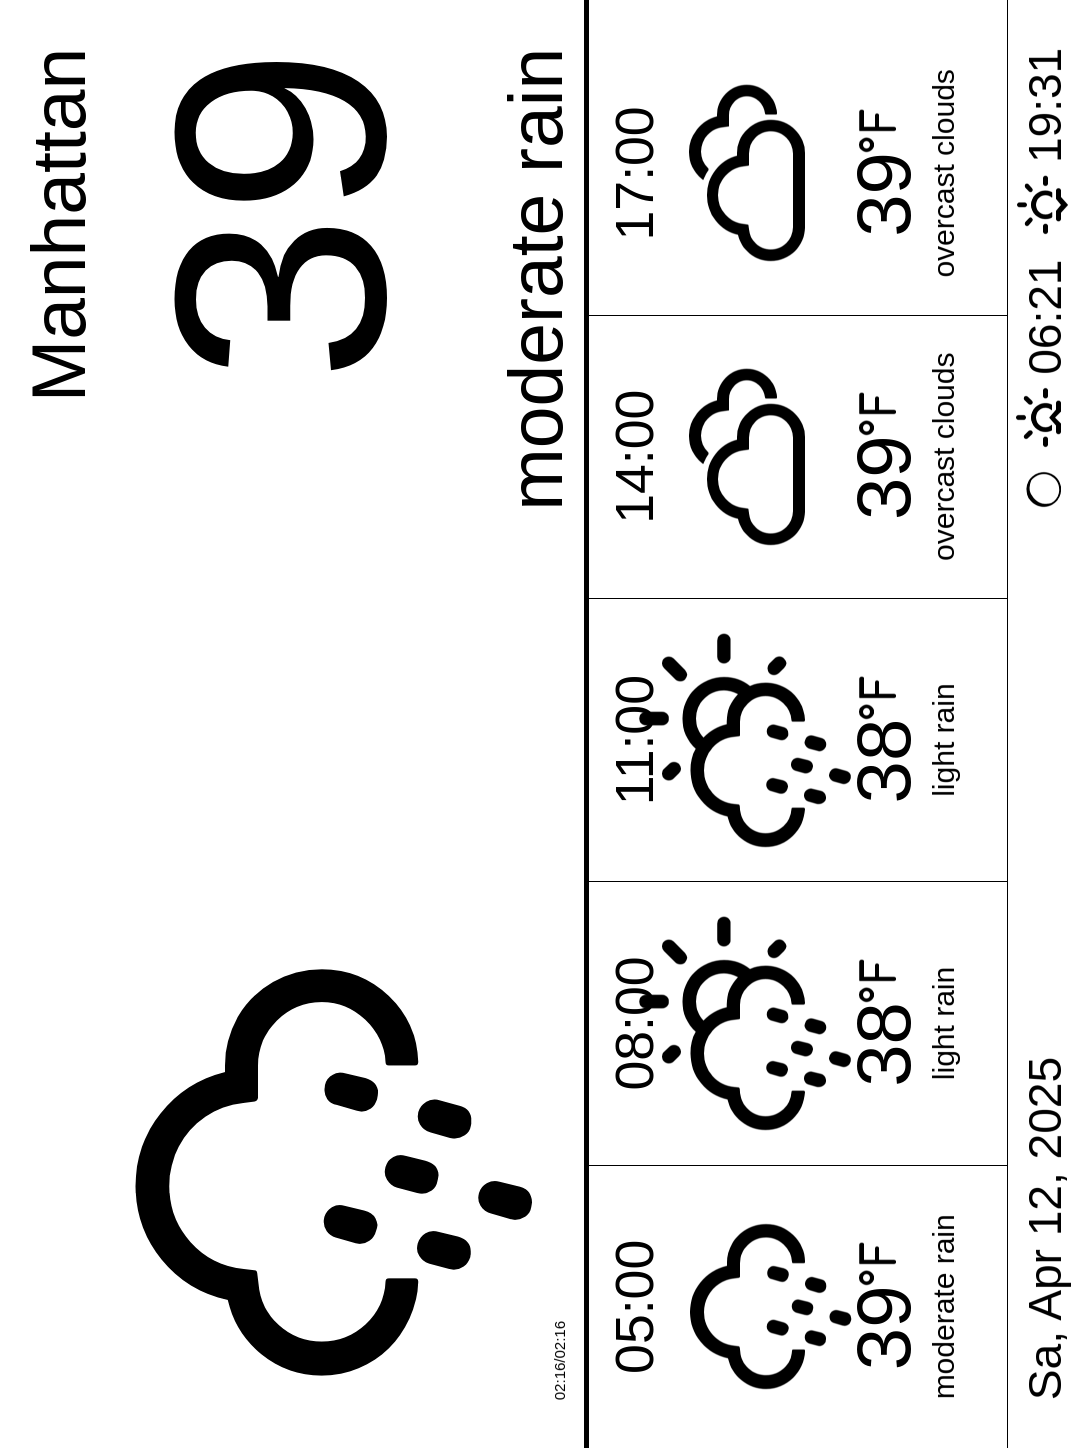 Manhattan
39
moderate rain
02:16/02:16
05:00
39°F
moderate rain
08:00
38°F
light rain
11:00
38°F
light rain
14:00
39°F
overcast clouds
17:00
39°F
overcast clouds
Sa, Apr 12, 2025
06:21 19:31